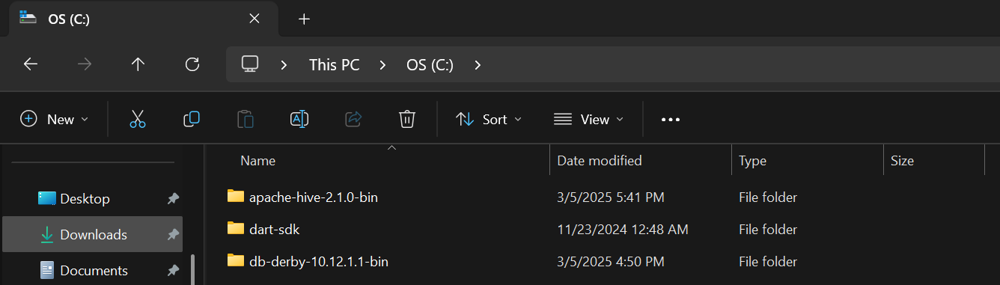 OS (C:)
This PC OS (C:)
New Sort View
Name Date modified Type Size
Desktop
Downloads
Documents
apache-hive-2.1.0-bin 3/5/2025 5:41 PM File folder
dart-sdk 11/23/2024 12:48 AM File folder
db-derby-10.12.1.1-bin 3/5/2025 4:50 PM File folder